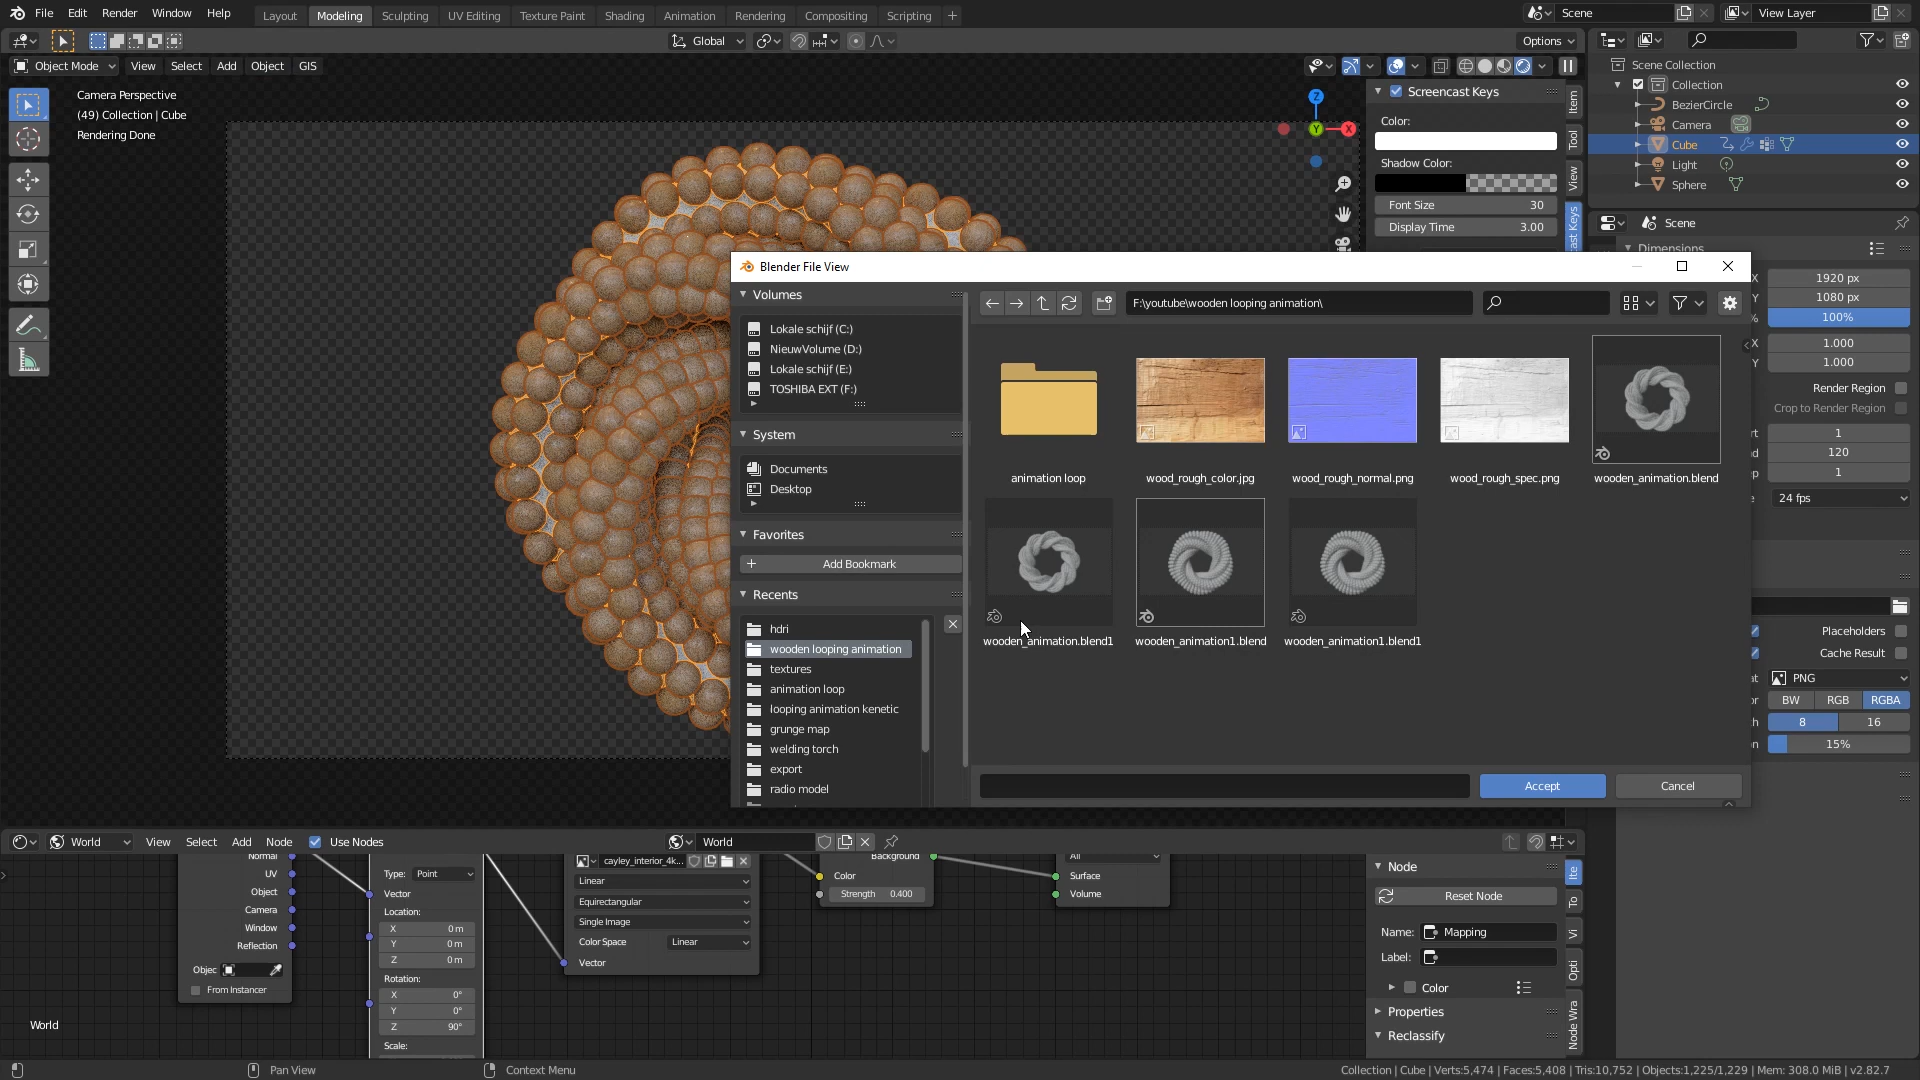 File Edit Render Window Help Layout Modeling Sculpting UV Editing Texture Paint Shading Animation Rendering Compositing Scripting + Scene View Layer
Global Options
Object Mode View Select Add Object GIS
Camera Perspective
(49) Collection | Cube
Rendering Done
Z
Y
X
Screencast Keys
Color:
Shadow Color:
Font Size 30
Display Time 3.00
Item
Tool
View
Scene Collection
Collection
BezierCircle
Camera
Cube
Light
Sphere
Scene
Dimensions
X 1920 px
Y 1080 px
% 100%
X 1.000
Y 1.000
Render Region
Crop to Render Region
1
120
1
24 fps
Placeholders
Cache Result
PNG
BW RGB RGBA
8 16
15%
Blender File View
Volumes
Lokale schijf (C:)
NieuwVolume (D:)
Lokale schijf (E:)
TOSHIBA EXT (F:)
System
Documents
Desktop
Favorites
Add Bookmark
Recents
hdri
wooden looping animation
textures
animation loop
looping animation kenetic
grunge map
welding torch
export
radio model
F:\youtube\wooden looping animation\
animation loop wood_rough_color.jpg wood_rough_normal.png wood_rough_spec.png wooden_animation.blend
wooden_animation.blend1 wooden_animation1.blend wooden_animation1.blend1
Accept Cancel
World View Select Add Node Use Nodes World
Normal
UV
Object
Camera
Window
Reflection
Objec
From Instancer
Type: Point
Vector
Location:
X 0 m
Y 0 m
Z 0 m
Rotation:
X 0°
Y 0°
Z 90°
Scale:
cayley_interior_4k...
Linear
Equirectangular
Single Image
Color Space Linear
Vector
Background
Color
Strength 0.400
All
Surface
Volume
Node
Reset Node
Name: Mapping
Label:
Color
Properties
Reclassify
Ite
To
Vi
Opti
Node Wra
World
Pan View Context Menu
Collection | Cube | Verts:5,474 | Faces:5,408 | Tris:10,752 | Objects:1,225/1,229 | Mem: 308.0 MiB | v2.82.7